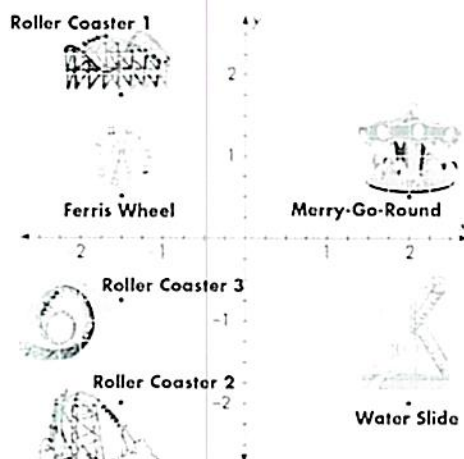 Roller Coaster 1
y
2
1
Ferris Wheel
Merry-Go-Round
2
1
2
Roller Coaster 3
-1
Roller Coaster 2
-2
Water Slide